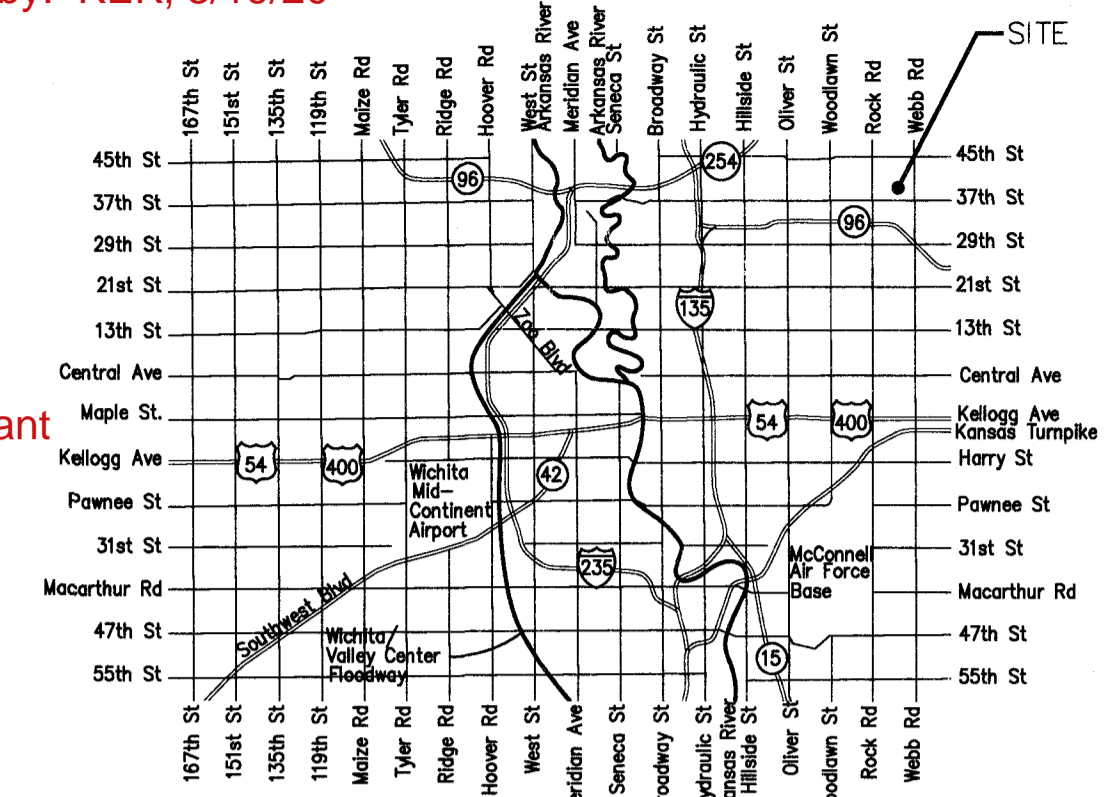 SITE
167th St
151st St
135th St
119th St
Maize Rd
Tyler Rd
Ridge Rd
Hoover Rd
West St
Arkansas River
Meridian Ave
Arkansas River
Seneca St
Broadway St
Hydraulic St
Hillside St
Oliver St
Woodlawn St
Rock Rd
Webb Rd
45th St
96
254
45th St
37th St
37th St
96
29th St
29th St
21st St
135
21st St
13th St
Zoo Blvd
13th St
Central Ave
Central Ave
Maple St.
54
400
Kellogg Ave
Kansas Turnpike
Kellogg Ave
54
400
Harry St
Wichita
Mid-
Continent
Airport
42
Pawnee St
Pawnee St
31st St
235
McConnell
Air Force
Base
31st St
Macarthur Rd
Southwest Blvd
Macarthur Rd
47th St
Wichita/
Valley Center
Floodway
47th St
55th St
15
55th St
167th St
151st St
135th St
119th St
Maize Rd
Tyler Rd
Ridge Rd
Hoover Rd
West St
eridian Ave
Seneca St
roadway St
ydraulic St
ansas River
Hillside St
Oliver St
oodlawn St
Rock Rd
Webb Rd
ant